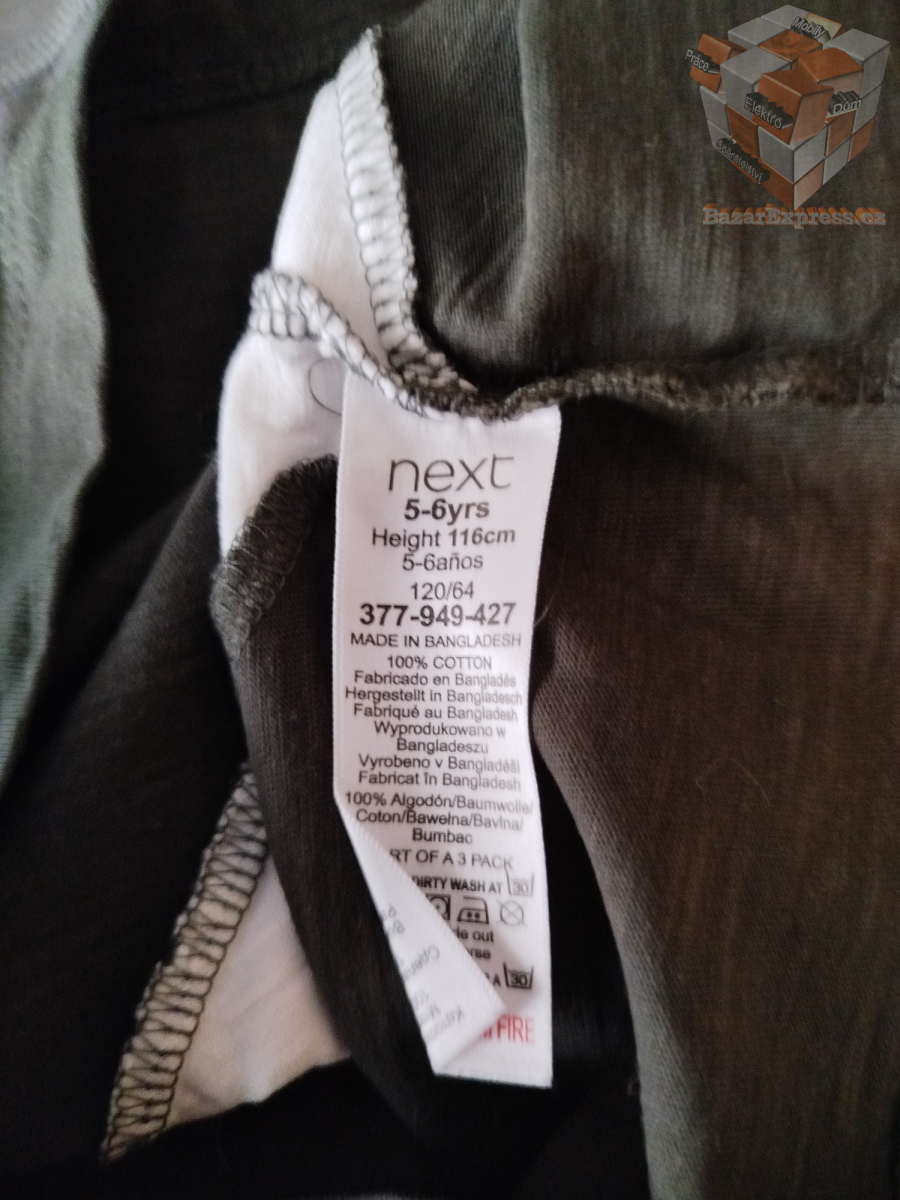 Mobily
Práce
Elektro
Dům
BazarExpress.cz
next
5-6yrs
Height 116cm
5-6años
120/64
377-949-427
MADE IN BANGLADESH
100% COTTON
Fabricado en Bangladés
Hergestellt in Bangladesch
Fabriqué au Bangladesh
Wyprodukowano w
Bangladeszu
Vyrobeno v Bangladéši
Fabricat în Bangladesh
100% Algodón/Baumwolle/
Coton/Bawełna/Bavlna/
Bumbac
RT OF A 3 PACK
DIRTY WASH AT 30
out
A 30
FIRE